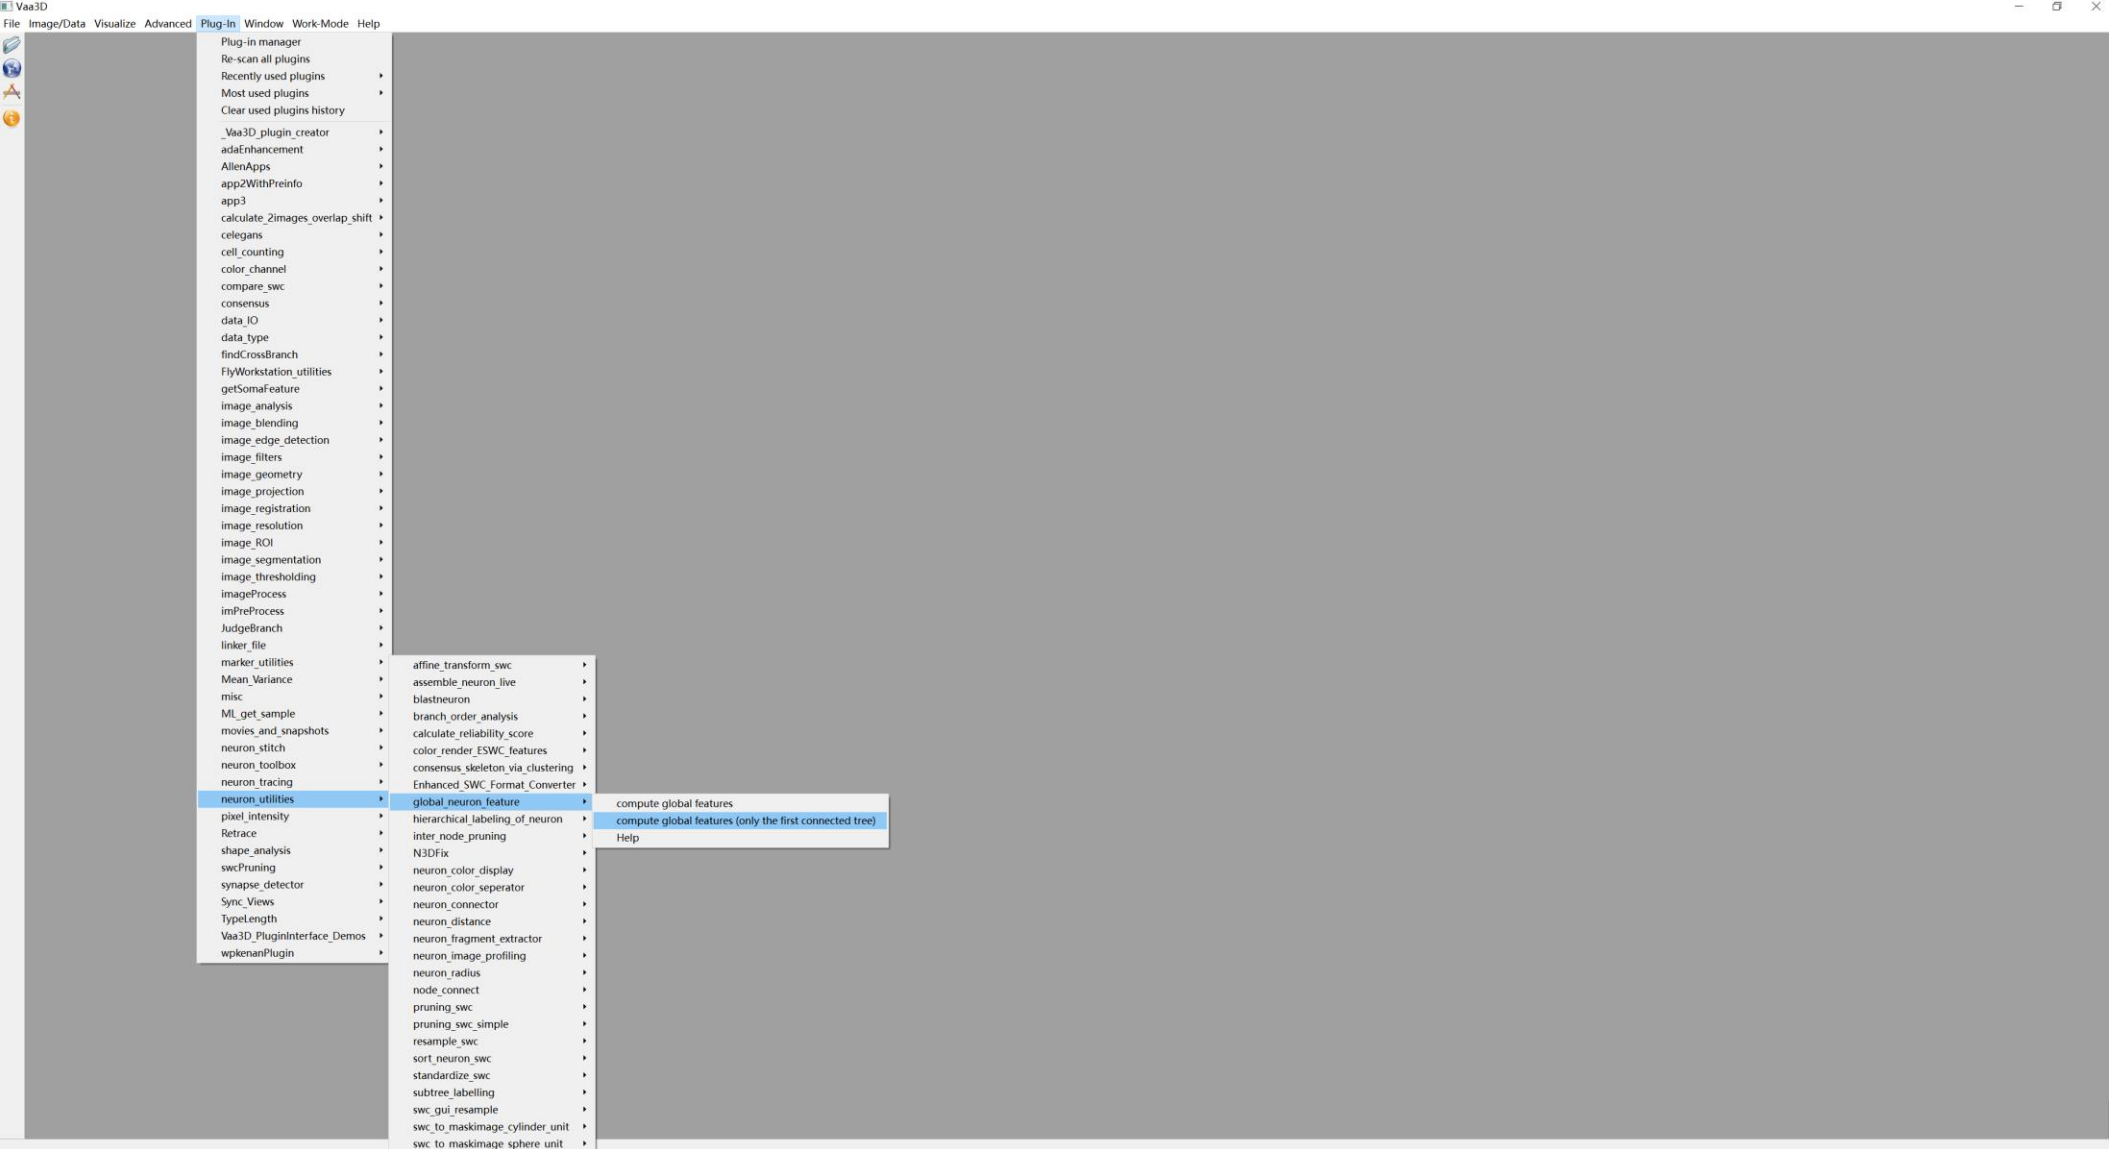 Vaa3D
File Image/Data Visualize Advanced Plug-In Window Work-Mode Help
Plug-in manager
Re-scan all plugins
Recently used plugins
Most used plugins
Clear used plugins history
_Vaa3D_plugin_creator
adaEnhancement
AllenApps
app2WithPreinfo
app3
calculate_2images_overlap_shift
celegans
cell_counting
color_channel
compare_swc
consensus
data_IO
data_type
findCrossBranch
FlyWorkstation_utilities
getSomaFeature
image_analysis
image_blending
image_edge_detection
image_filters
image_geometry
image_projection
image_registration
image_resolution
image_ROI
image_segmentation
image_thresholding
imageProcess
imPreProcess
JudgeBranch
linker_file
marker_utilities
Mean_Variance
misc
ML_get_sample
movies_and_snapshots
neuron_stitch
neuron_toolbox
neuron_tracing
neuron_utilities
pixel_intensity
Retrace
shape_analysis
swcPruning
synapse_detector
Sync_Views
TypeLength
Vaa3D_PluginInterface_Demos
wpkenanPlugin
affine_transform_swc
assemble_neuron_live
blastneuron
branch_order_analysis
calculate_reliability_score
color_render_ESWC_features
consensus_skeleton_via_clustering
Enhanced_SWC_Format_Converter
global_neuron_feature
hierarchical_labeling_of_neuron
inter_node_pruning
N3DFix
neuron_color_display
neuron_color_seperator
neuron_connector
neuron_distance
neuron_fragment_extractor
neuron_image_profiling
neuron_radius
node_connect
pruning_swc
pruning_swc_simple
resample_swc
sort_neuron_swc
standardize_swc
subtree_labelling
swc_gui_resample
swc_to_maskimage_cylinder_unit
swc_to_maskimage_sphere_unit
compute global features
compute global features (only the first connected tree)
Help